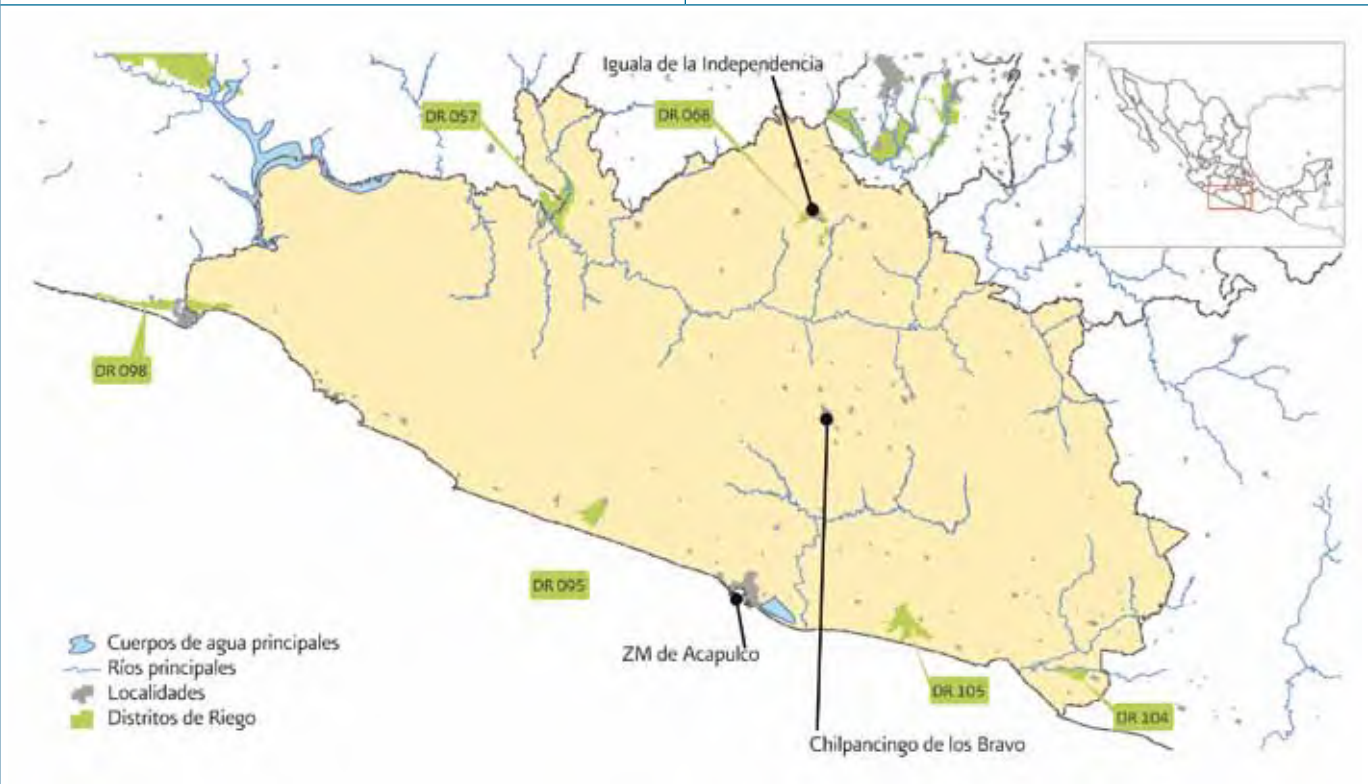 Iguala de la Independencia
DR 057
DR 068
DR 098
DR 095
ZM de Acapulco
DR 105
DR 104
Chilpancingo de los Bravo
Cuerpos de agua principales
Ríos principales
Localidades
Distritos de Riego